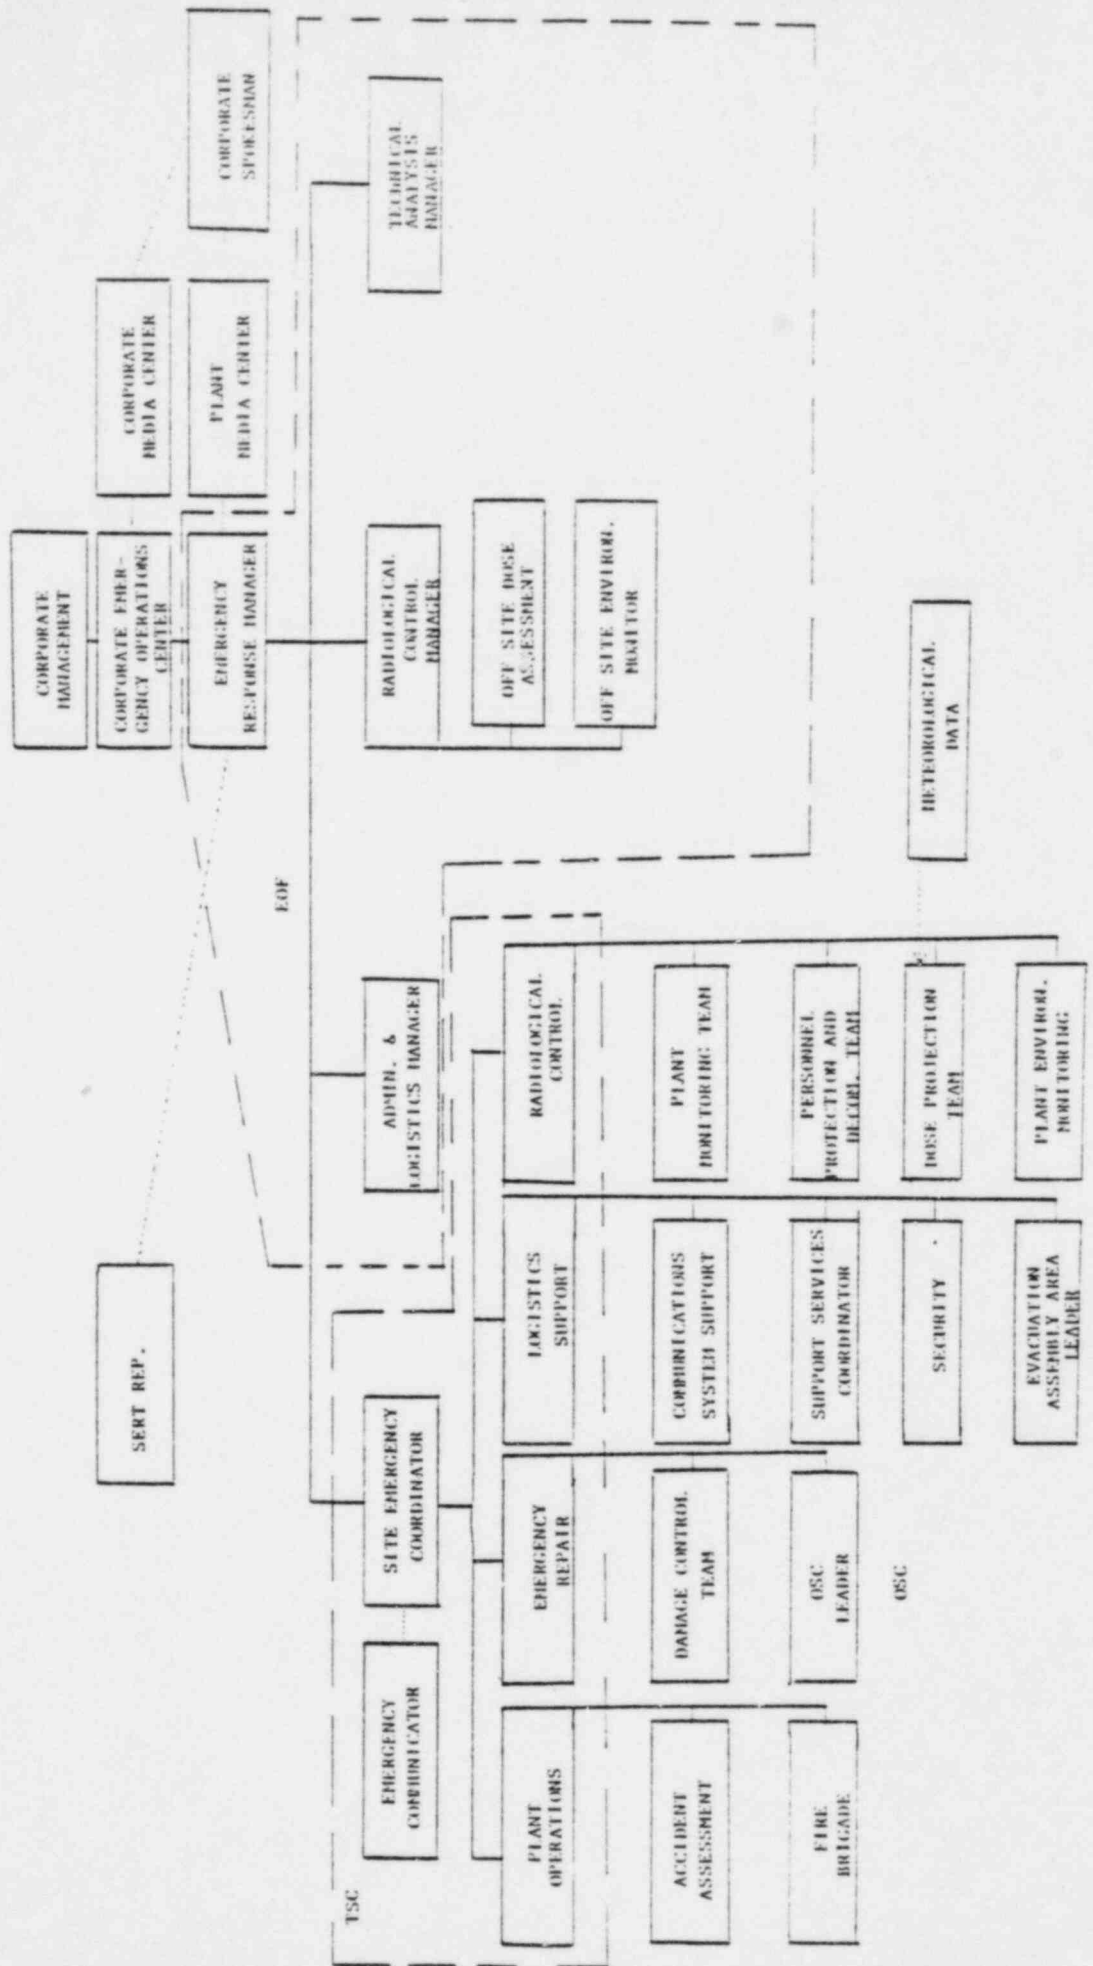 CORPORATE
MANAGEMENT
CORPORATE EMER-
GENCY OPERATIONS
CENTER
CORPORATE
MEDIA CENTER
SERT REP.
EMERGENCY
RESPONSE MANAGER
PLANT
MEDIA CENTER
CORPORATE
SPOKESMAN
EOF
TSC
EMERGENCY
COMMUNICATOR
SITE EMERGENCY
COORDINATOR
ADMIN. &
LOGISTICS MANAGER
RADIOLOGICAL
CONTROL
MANAGER
TECHNICAL
ANALYSIS
MANAGER
OFF SITE DOSE
ASSESSMENT
OFF SITE ENVIRON.
MONITOR
PLANT
OPERATIONS
EMERGENCY
REPAIR
LOGISTICS
SUPPORT
RADIOLOGICAL
CONTROL
ACCIDENT
ASSESSMENT
DAMAGE CONTROL
TEAM
COMMUNICATIONS
SYSTEM SUPPORT
PLANT
MONITORING TEAM
FIRE
BRIGADE
OSC
LEADER
SUPPORT SERVICES
COORDINATOR
PERSONNEL
PROTECTION AND
DECON. TEAM
OSC
SECURITY
DOSE PROJECTION
TEAM
METEOROLOGICAL
DATA
EVACUATION
ASSEMBLY AREA
LEADER
PLANT ENVIRON.
MONITORING